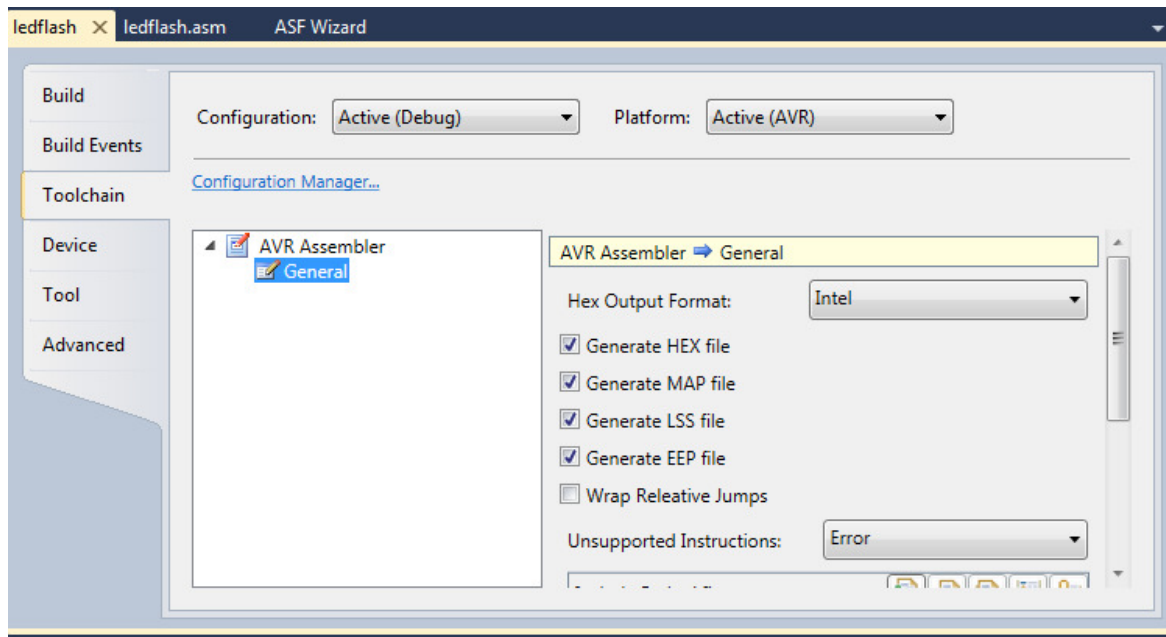 ledflash
ledflash.asm
ASF Wizard
Build
Build Events
Toolchain
Device
Tool
Advanced
Configuration:
Active (Debug)
Platform:
Active (AVR)
Configuration Manager...
AVR Assembler
General
AVR Assembler
General
Hex Output Format:
Intel
Generate HEX file
Generate MAP file
Generate LSS file
Generate EEP file
Wrap Releative Jumps
Unsupported Instructions:
Error